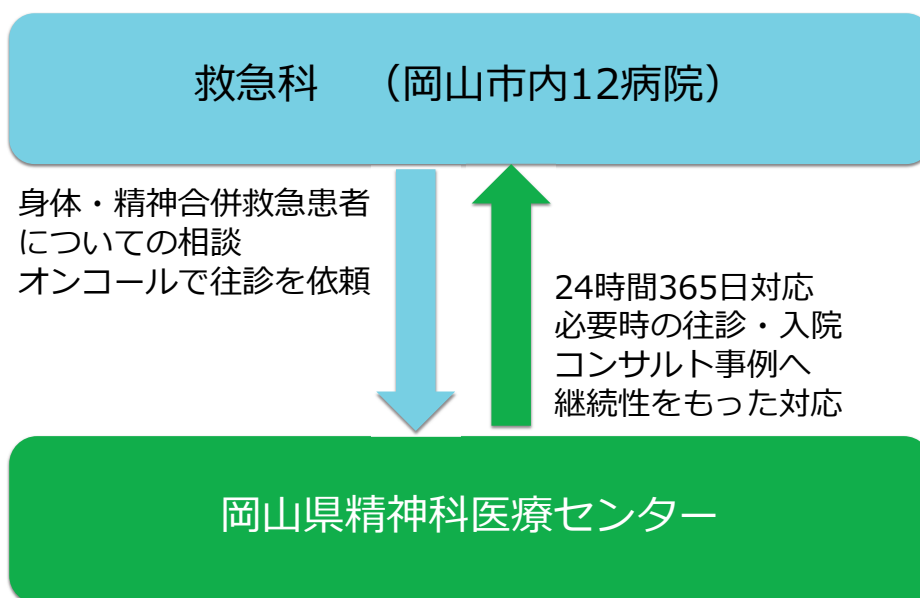 救急科　（岡山市内12病院）
身体・精神合併救急患者
についての相談
オンコールで往診を依頼
24時間365日対応
必要時の往診・入院
コンサルト事例へ
継続性をもった対応
岡山県精神科医療センター